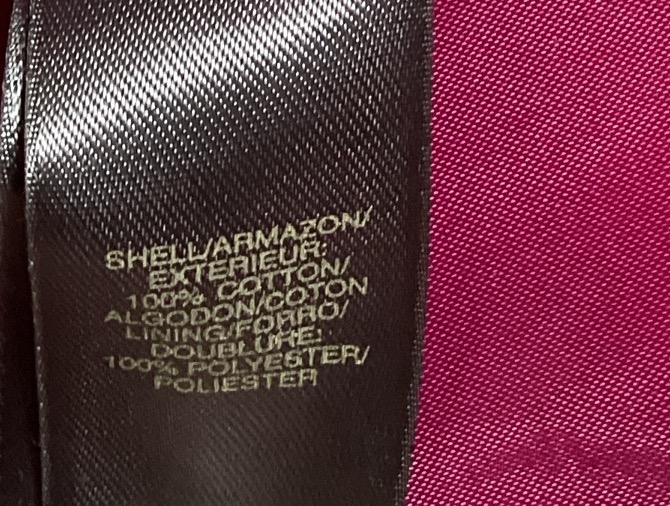 SHELL/ARMAZON/
EXTERIEUR:
100% COTTON/
ALGODON/COTON
LINING/FORRO/
DOUBLURE:
100% POLYESTER/
POLIESTER